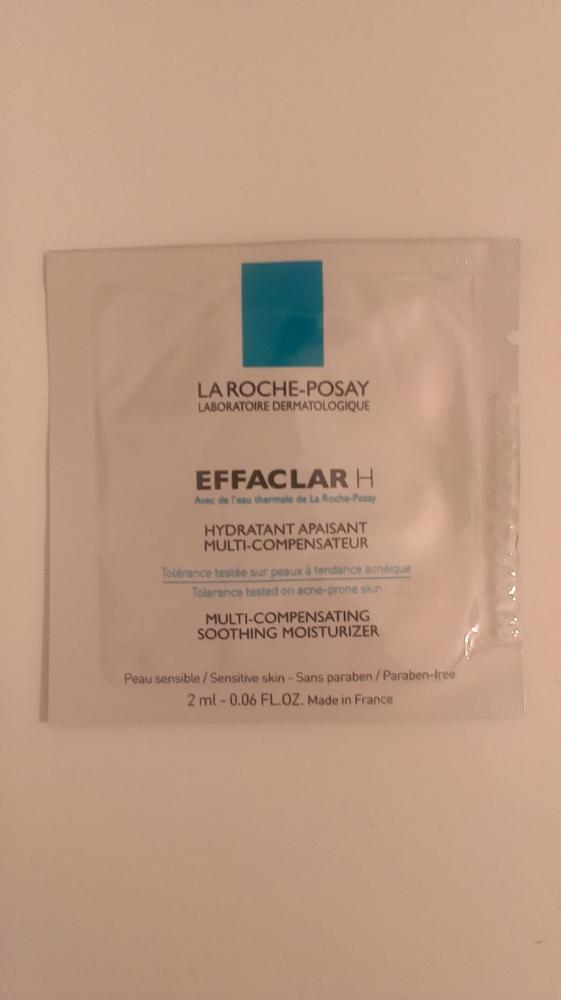 LA ROCHE-POSAY
LABORATOIRE DERMATOLOGIQUE
EFFACLAR H
Avec de l'eau thermale de La Roche-Posay
HYDRATANT APAISANT
MULTI-COMPENSATEUR
Tolérance testée sur peaux à tendance acnéique
Tolerance tested on acne-prone skin
MULTI-COMPENSATING
SOOTHING MOISTURIZER
Peau sensible / Sensitive skin - Sans paraben / Paraben-free
2 ml - 0.06 FL.OZ. Made in France